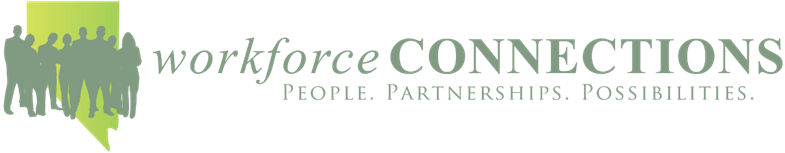 workforce CONNECTIONS
PEOPLE. PARTNERSHIPS. POSSIBILITIES.